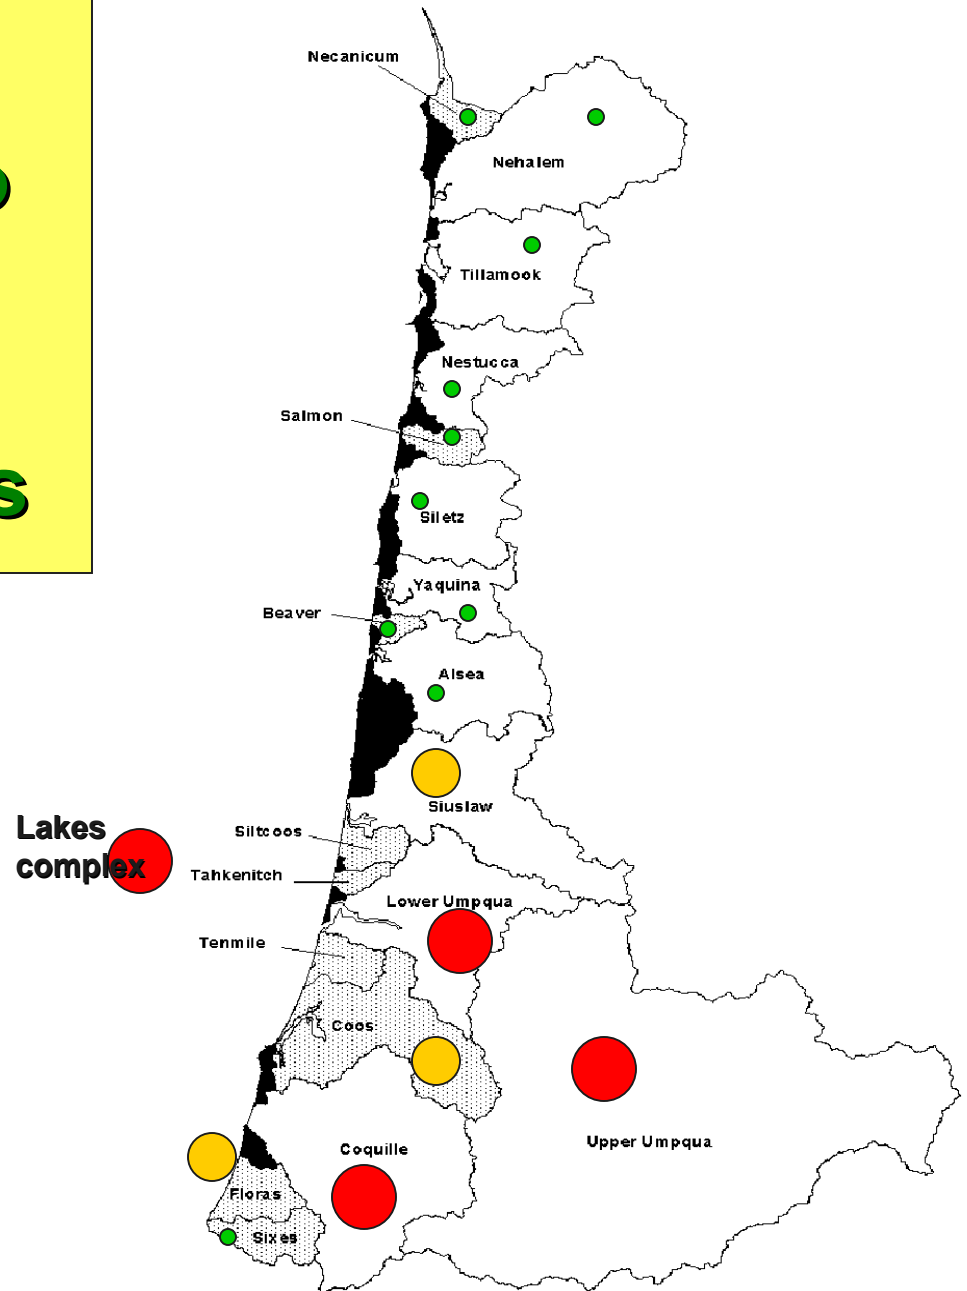 Necanicum
Nehalem
Tillamook
Nestucca
Salmon
s
Siletz
Yaquina
Beaver
Alsea
Siuslaw
Lakes
complex
Siltcoos
Tahkenitch
Lower Umpqua
Tenmile
Coos
Upper Umpqua
Coquille
Floras
Sixes